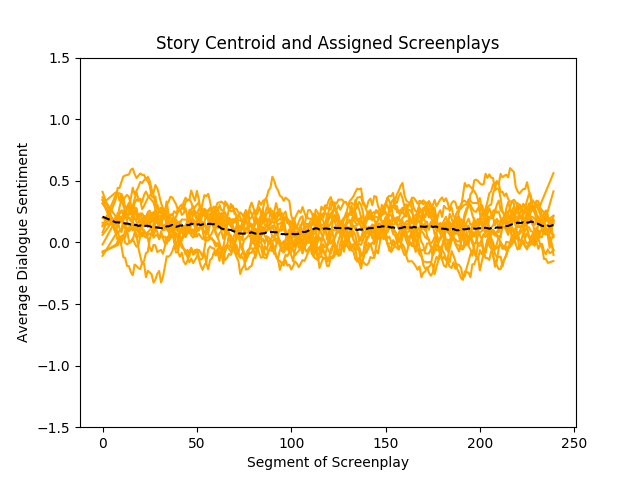 Story Centroid and Assigned Screenplays
1.5
1.0
0.5
0.0
−0.5
−1.0
−1.5
Average Dialogue Sentiment
0 50 100 150 200 250
Segment of Screenplay